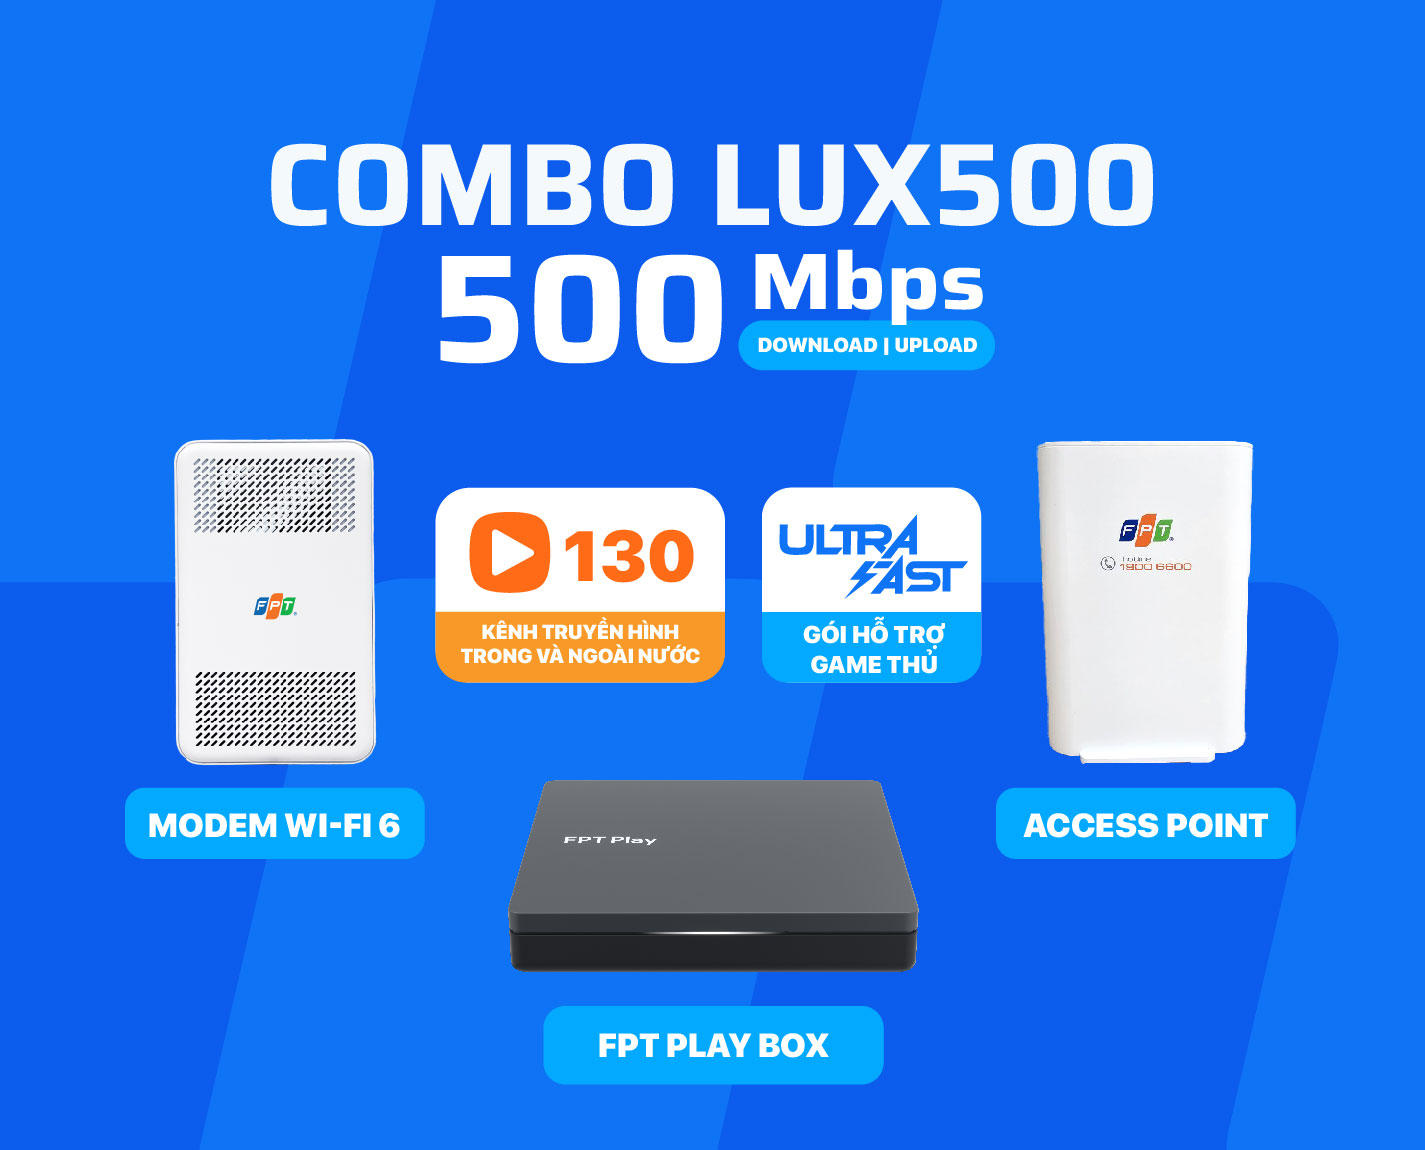 COMBO LUX500
500 Mbps
DOWNLOAD | UPLOAD
130
KÊNH TRUYỀN HÌNH
TRONG VÀ NGOÀI NƯỚC
ULTRA
FAST
GÓI HỖ TRỢ
GAME THỦ
FPT
FPT
hotline
1900 6600
MODEM WI-FI 6
ACCESS POINT
FPT Play
FPT PLAY BOX